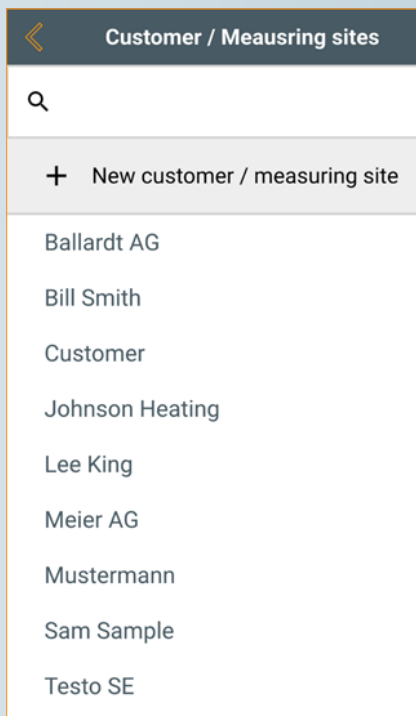 Customer / Meausring sites
+ New customer / measuring site
Ballardt AG
Bill Smith
Customer
Johnson Heating
Lee King
Meier AG
Mustermann
Sam Sample
Testo SE